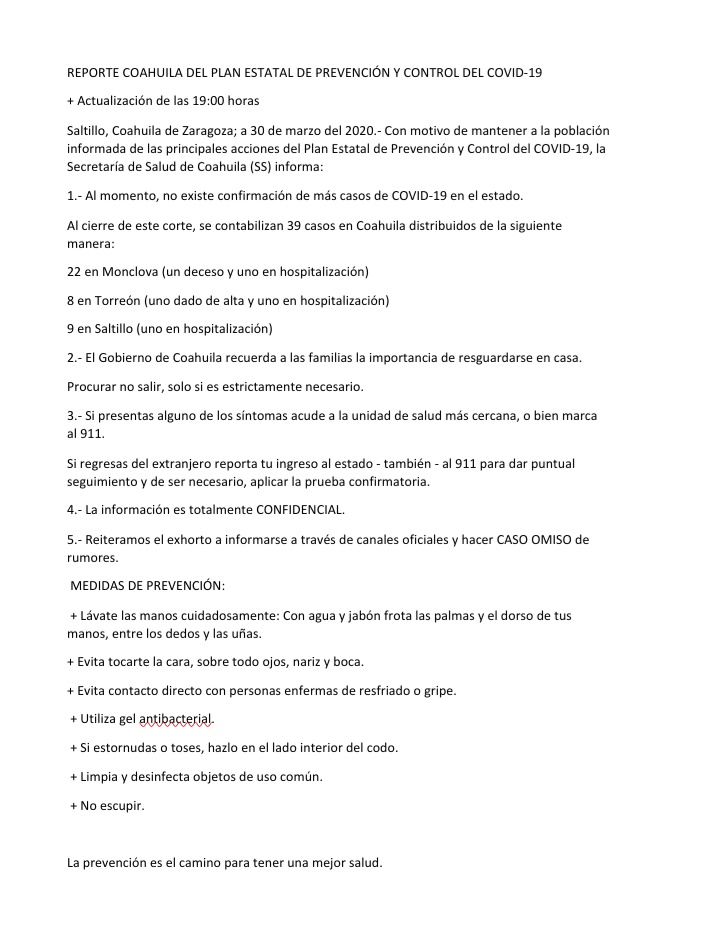 REPORTE COAHUILA DEL PLAN ESTATAL DE PREVENCIÓN Y CONTROL DEL COVID-19
+ Actualización de las 19:00 horas
Saltillo, Coahuila de Zaragoza; a 30 de marzo del 2020.- Con motivo de mantener a la población
informada de las principales acciones del Plan Estatal de Prevención y Control del COVID-19, la
Secretaría de Salud de Coahuila (SS) informa:
1.- Al momento, no existe confirmación de más casos de COVID-19 en el estado.
Al cierre de este corte, se contabilizan 39 casos en Coahuila distribuidos de la siguiente
manera:
22 en Monclova (un deceso y uno en hospitalización)
8 en Torreón (uno dado de alta y uno en hospitalización)
9 en Saltillo (uno en hospitalización)
2.- El Gobierno de Coahuila recuerda a las familias la importancia de resguardarse en casa.
Procurar no salir, solo si es estrictamente necesario.
3.- Si presentas alguno de los síntomas acude a la unidad de salud más cercana, o bien marca
al 911.
Si regresas del extranjero reporta tu ingreso al estado - también - al 911 para dar puntual
seguimiento y de ser necesario, aplicar la prueba confirmatoria.
4.- La información es totalmente CONFIDENCIAL.
5.- Reiteramos el exhorto a informarse a través de canales oficiales y hacer CASO OMISO de
rumores.
MEDIDAS DE PREVENCIÓN:
+ Lávate las manos cuidadosamente: Con agua y jabón frota las palmas y el dorso de tus
manos, entre los dedos y las uñas.
+ Evita tocarte la cara, sobre todo ojos, nariz y boca.
+ Evita contacto directo con personas enfermas de resfriado o gripe.
+ Utiliza gel antibacterial.
+ Si estornudas o toses, hazlo en el lado interior del codo.
+ Limpia y desinfecta objetos de uso común.
+ No escupir.
La prevención es el camino para tener una mejor salud.